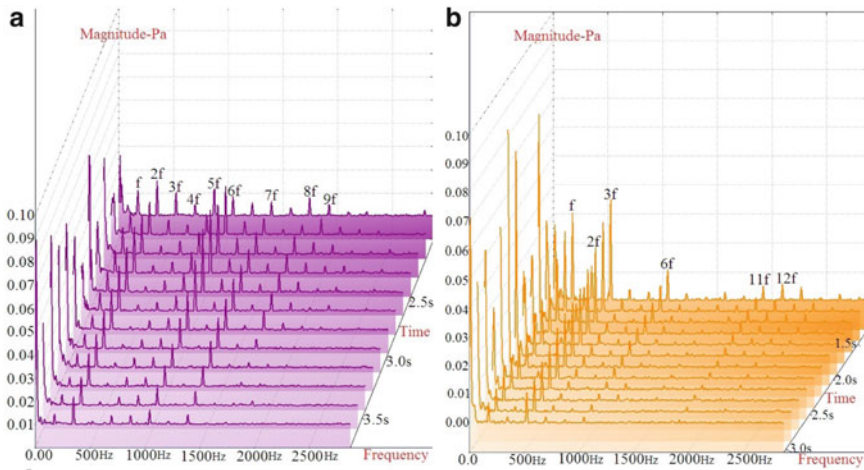 a
Magnitude-Pa
f 2f 3f 4f 5f 6f 7f 8f 9f
0.10
0.09
0.08
0.07
0.06
0.05
0.04
0.03
0.02
0.01
2.5s
Time
3.0s
3.5s
0.00 500Hz 1000Hz 1500Hz 2000Hz 2500Hz Frequency
b
Magnitude-Pa
f 2f 3f 6f 11f 12f
0.10
0.09
0.08
0.07
0.06
0.05
0.04
0.03
0.02
0.01
0.00
1.5s
2.0s
Time
2.5s
3.0s
0.0 500Hz 1000Hz 1500Hz 2000Hz 2500Hz Frequency